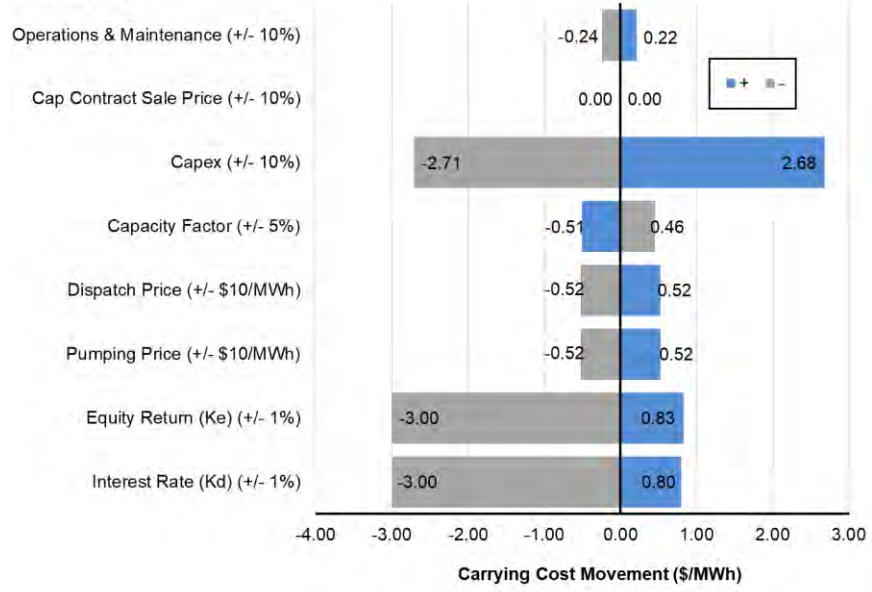 Operations & Maintenance (+/- 10%) -0.24 0.22
+ -
Cap Contract Sale Price (+/- 10%) 0.00 0.00
Capex (+/- 10%) -2.71 2.68
Capacity Factor (+/- 5%) -0.51 0.46
Dispatch Price (+/- $10/MWh) -0.52 0.52
Pumping Price (+/- $10/MWh) -0.52 0.52
Equity Return (Ke) (+/- 1%) -3.00 0.83
Interest Rate (Kd) (+/- 1%) -3.00 0.80
-4.00 -3.00 -2.00 -1.00 0.00 1.00 2.00 3.00
Carrying Cost Movement ($/MWh)